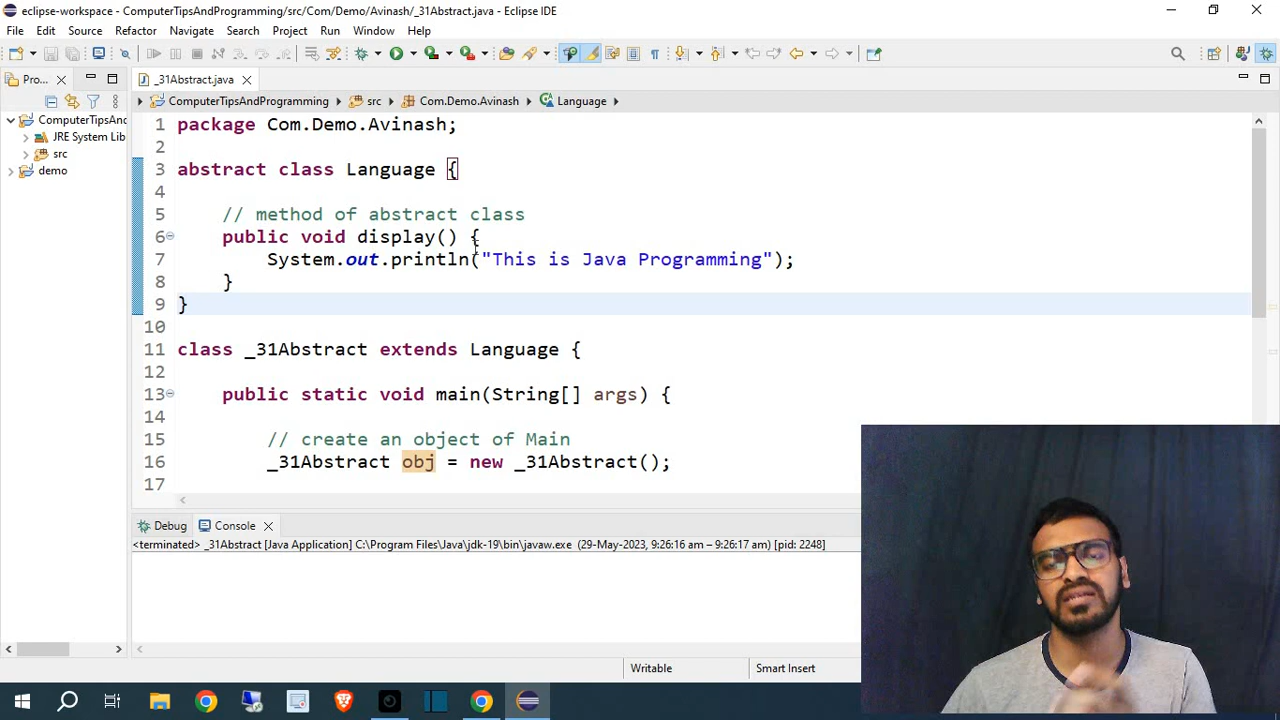 eclipse-workspace - ComputerTipsAndProgramming/src/Com/Demo/Avinash/_31Abstract.java - Eclipse IDE
File Edit Source Refactor Navigate Search Project Run Window Help
Pro...
_31Abstract.java
ComputerTipsAndProgramming src Com.Demo.Avinash Language
ComputerTipsAnd
JRE System Lib
src
demo
1 package Com.Demo.Avinash;
2
3 abstract class Language {
4
5 // method of abstract class
6 public void display() {
7 System.out.println("This is Java Programming");
8 }
9 }
10
11 class _31Abstract extends Language {
12
13 public static void main(String[] args) {
14
15 // create an object of Main
16 _31Abstract obj = new _31Abstract();
17
Debug Console
<terminated> _31Abstract [Java Application] C:\Program Files\Java\jdk-19\bin\javaw.exe (29-May-2023, 9:26:16 am – 9:26:17 am) [pid: 2248]
Writable Smart Insert